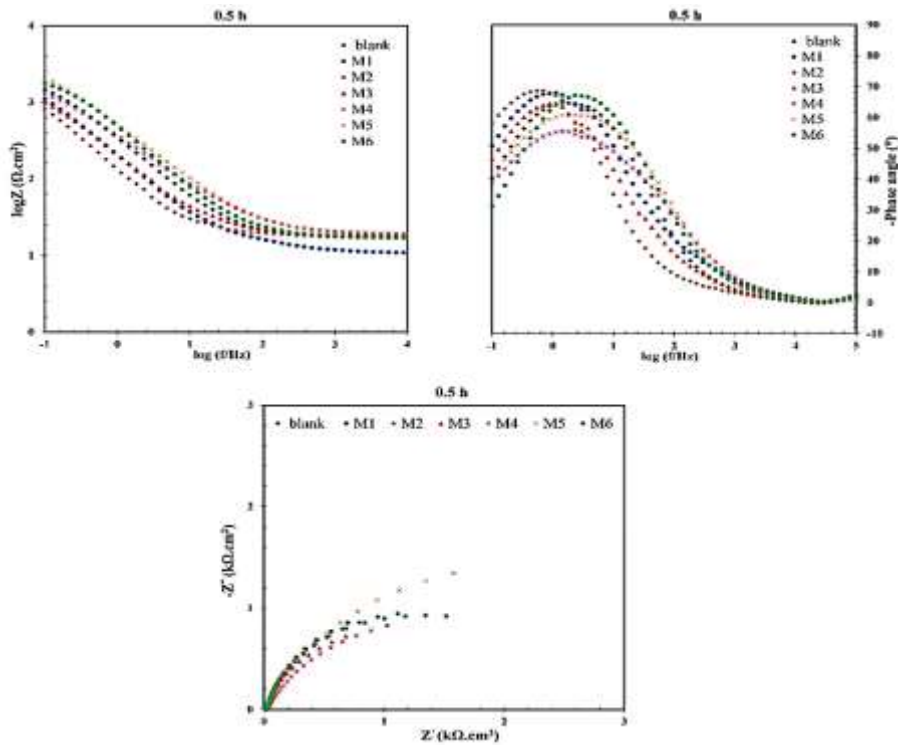 0.5 h
4
3
2
1
0
-1
0
1
2
3
4
logZ (Ω.cm²)
log (f/Hz)
blank
M1
M2
M3
M4
M5
M6
0.5 h
90
80
70
60
50
40
30
20
10
0
-10
-1
0
1
2
3
4
5
-Phase angle (°)
log (f/Hz)
blank
M1
M2
M3
M4
M5
M6
0.5 h
blank M1 M2 M3 M4 M5 M6
3
2
1
0
0
1
2
3
-Z″ (kΩ.cm²)
Z′ (kΩ.cm²)